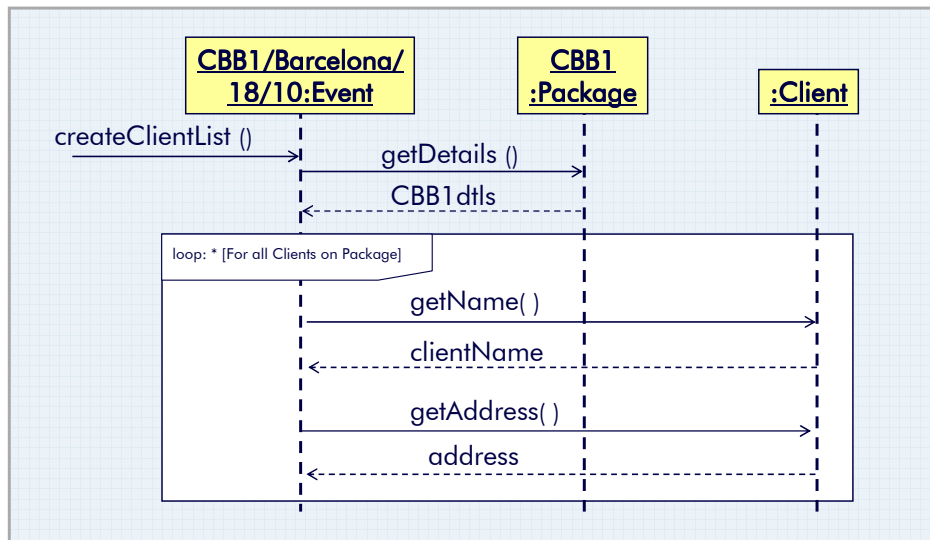 CBB1/Barcelona/
18/10:Event
CBB1
:Package
:Client
createClientList ()
getDetails ()
CBB1dtls
loop: * [For all Clients on Package]
getName( )
clientName
getAddress( )
address